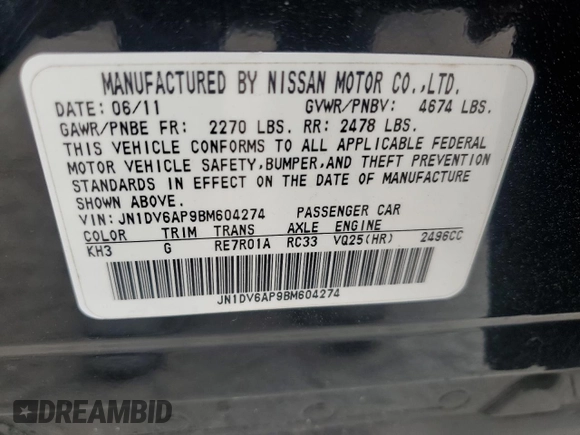 MANUFACTURED BY NISSAN MOTOR CO.,LTD.
DATE: 06/11 GVWR/PNBV: 4674 LBS.
GAWR/PNBE FR: 2270 LBS. RR: 2478 LBS.
THIS VEHICLE CONFORMS TO ALL APPLICABLE FEDERAL
MOTOR VEHICLE SAFETY,BUMPER,AND THEFT PREVENTION
STANDARDS IN EFFECT ON THE DATE OF MANUFACTURE
SHOWN ABOVE.
VIN: JN1DV6AP9BM604274 PASSENGER CAR
COLOR TRIM TRANS AXLE ENGINE
KH3 G RE7R01A RC33 VQ25(HR) 2496CC
JN1DV6AP9BM604274
DREAMBID